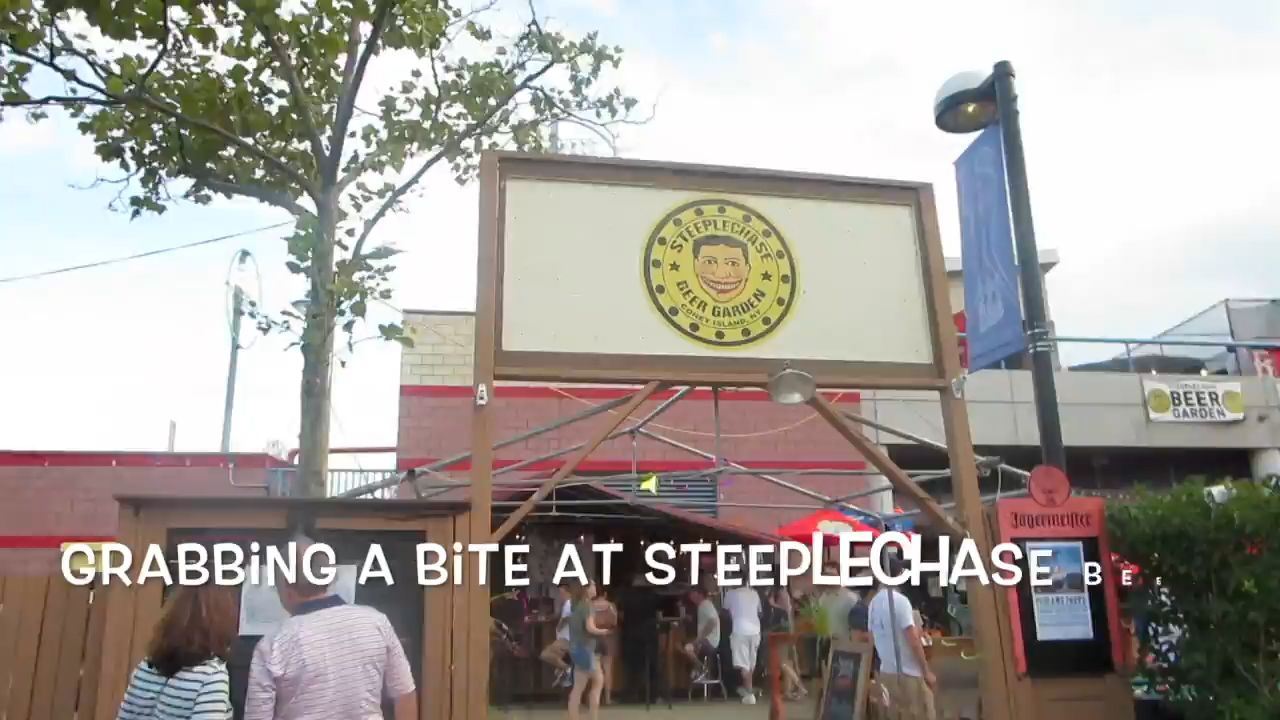 STEEPLECHASE
BEER GARDEN
CONEY ISLAND, NY
BEER
GARDEN
Jägermeister
GRABBiNG A BiTE AT STEEPLECHASE B E E